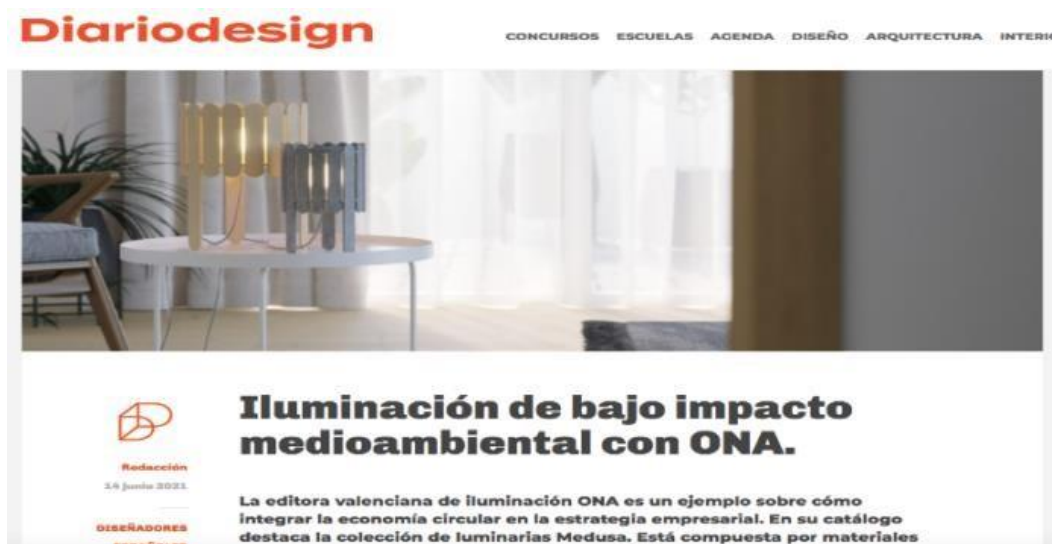 Diariodesign
CONCURSOS ESCUELAS AGENDA DISEÑO ARQUITECTURA
Iluminación de bajo impacto
medioambiental con ONA.
Redacción
14 junio 2021
La editora valenciana de iluminación ONA es un ejemplo sobre cómo
integrar la economía circular en la estrategia empresarial. En su catálogo
destaca la colección de luminarias Medusa. Está compuesta por materiales
DISEÑADORES